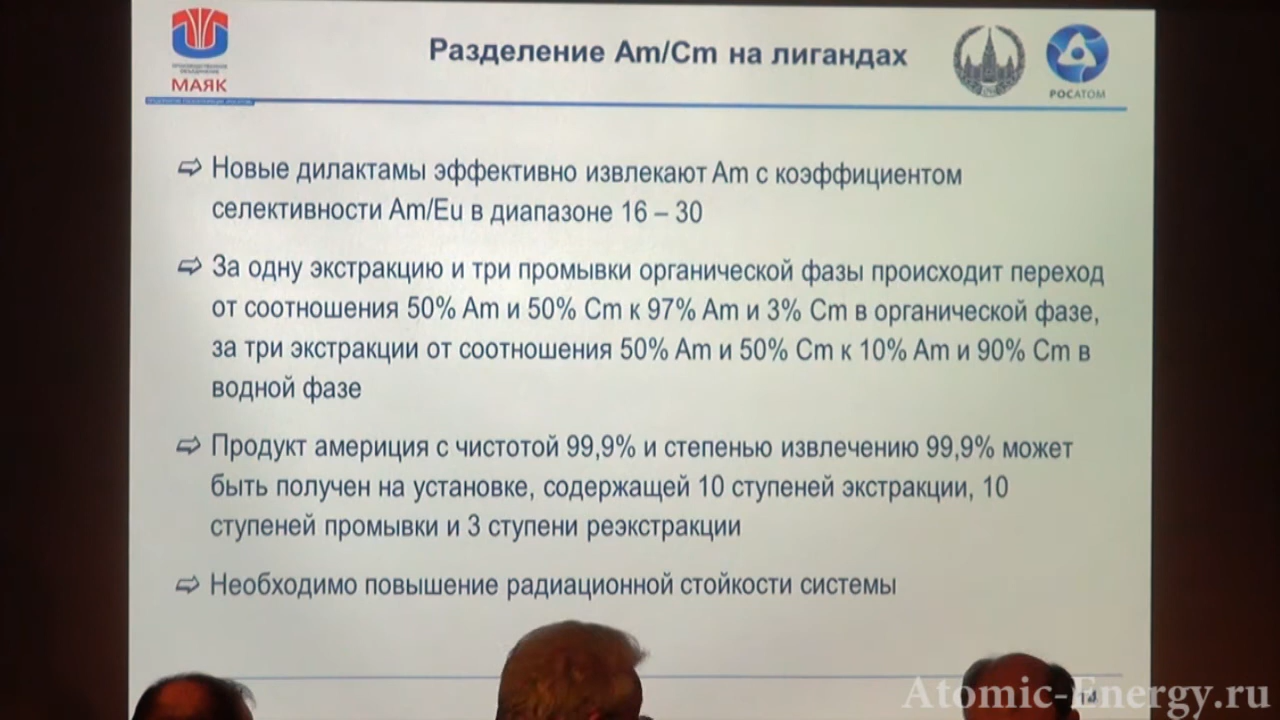 Разделение Am/Cm на лигандах
ПРОИЗВОДСТВЕННОЕ
ОБЪЕДИНЕНИЕ
МАЯК
РОСАТОМ
⇨ Новые дилактамы эффективно извлекают Am с коэффициентом
селективности Am/Eu в диапазоне 16 – 30
⇨ За одну экстракцию и три промывки органической фазы происходит переход
от соотношения 50% Am и 50% Cm к 97% Am и 3% Cm в органической фазе,
за три экстракции от соотношения 50% Am и 50% Cm к 10% Am и 90% Cm в
водной фазе
⇨ Продукт америция с чистотой 99,9% и степенью извлечению 99,9% может
быть получен на установке, содержащей 10 ступеней экстракции, 10
ступеней промывки и 3 ступени реэкстракции
⇨ Необходимо повышение радиационной стойкости системы
Atomic-Energy.ru